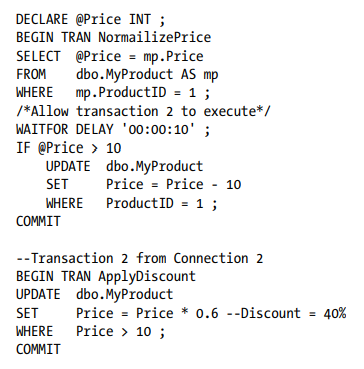 DECLARE @Price INT ;
BEGIN TRAN NormailizePrice
SELECT @Price = mp.Price
FROM dbo.MyProduct AS mp
WHERE mp.ProductID = 1 ;
/*Allow transaction 2 to execute*/
WAITFOR DELAY '00:00:10' ;
IF @Price > 10
    UPDATE dbo.MyProduct
    SET Price = Price - 10
    WHERE ProductID = 1 ;
COMMIT

--Transaction 2 from Connection 2
BEGIN TRAN ApplyDiscount
UPDATE dbo.MyProduct
SET Price = Price * 0.6 --Discount = 40%
WHERE Price > 10 ;
COMMIT